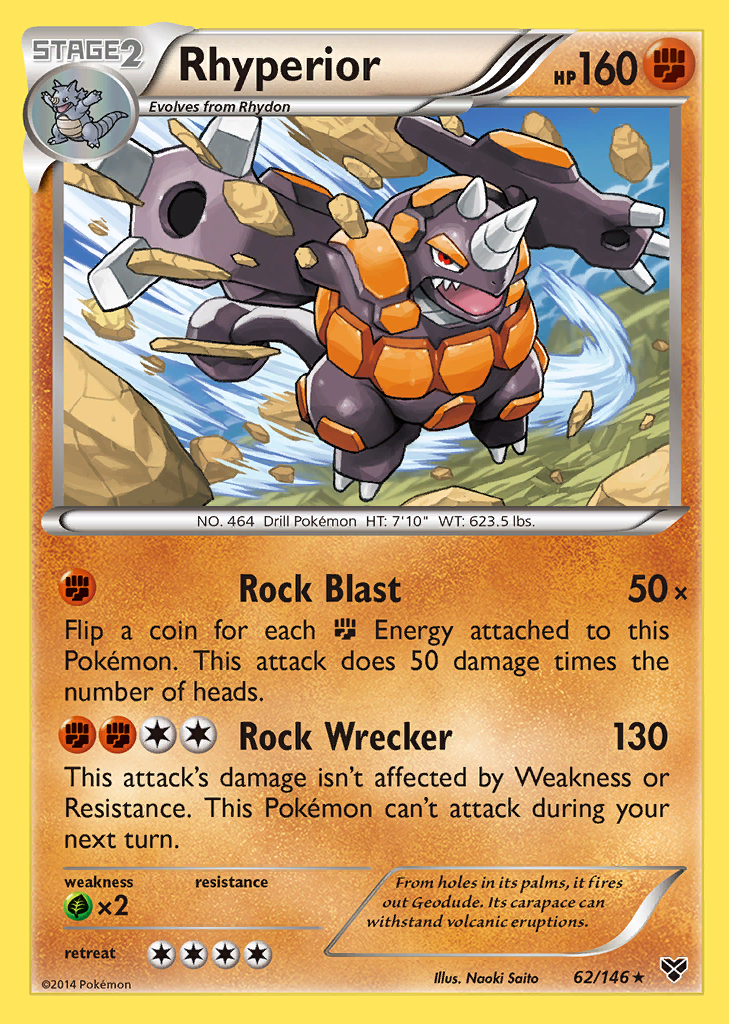 STAGE2
Rhyperior
HP160
Evolves from Rhydon
NO. 464 Drill Pokémon HT: 7'10" WT: 623.5 lbs.
Rock Blast 50×
Flip a coin for each Energy attached to this
Pokémon. This attack does 50 damage times the
number of heads.
Rock Wrecker 130
This attack's damage isn't affected by Weakness or
Resistance. This Pokémon can't attack during your
next turn.
weakness resistance
×2
From holes in its palms, it fires
out Geodude. Its carapace can
withstand volcanic eruptions.
retreat
©2014 Pokémon
Illus. Naoki Saito 62/146★